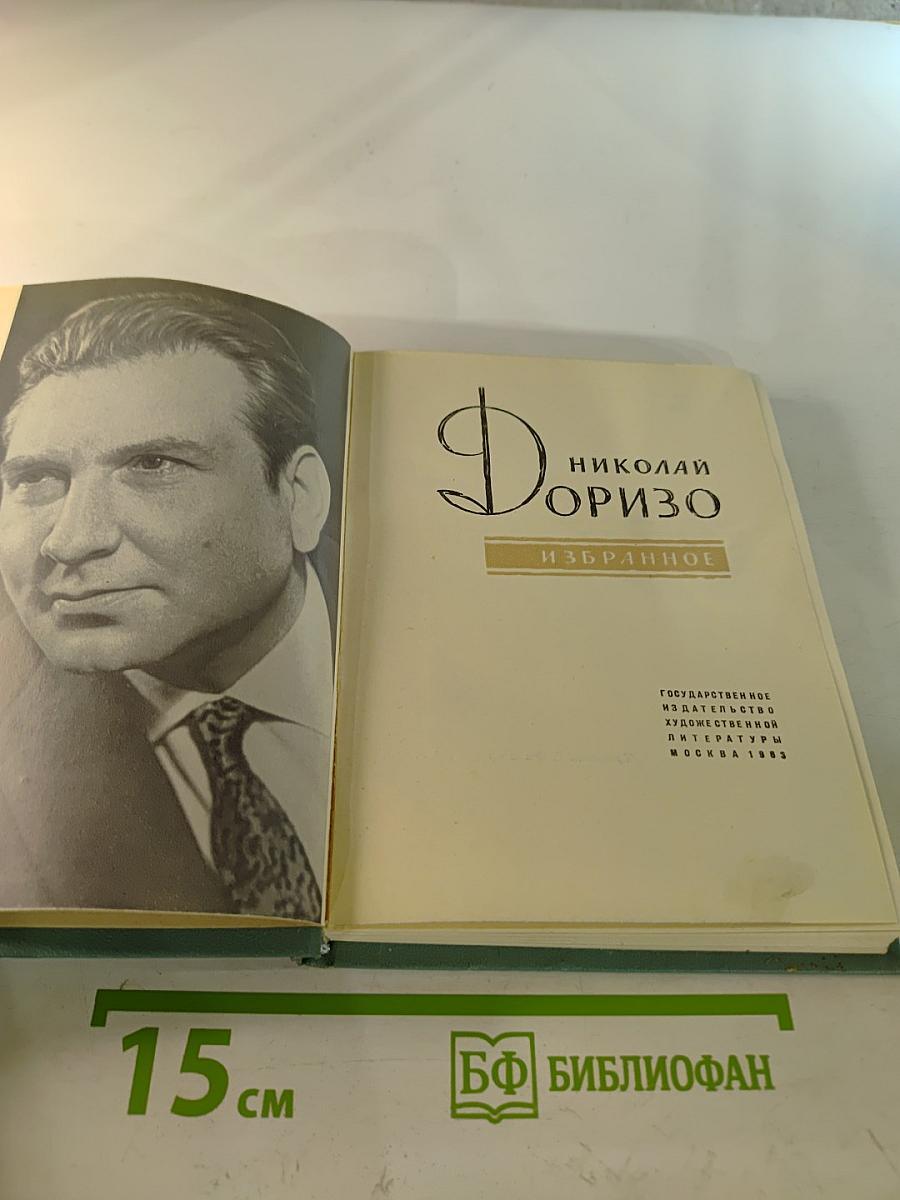 НИКОЛАЙ
ДОРИЗО
ИЗБРАННОЕ
ГОСУДАРСТВЕННОЕ
ИЗДАТЕЛЬСТВО
ХУДОЖЕСТВЕННОЙ
ЛИТЕРАТУРЫ
МОСКВА 1963
15 см
БФ БИБЛИОФАН